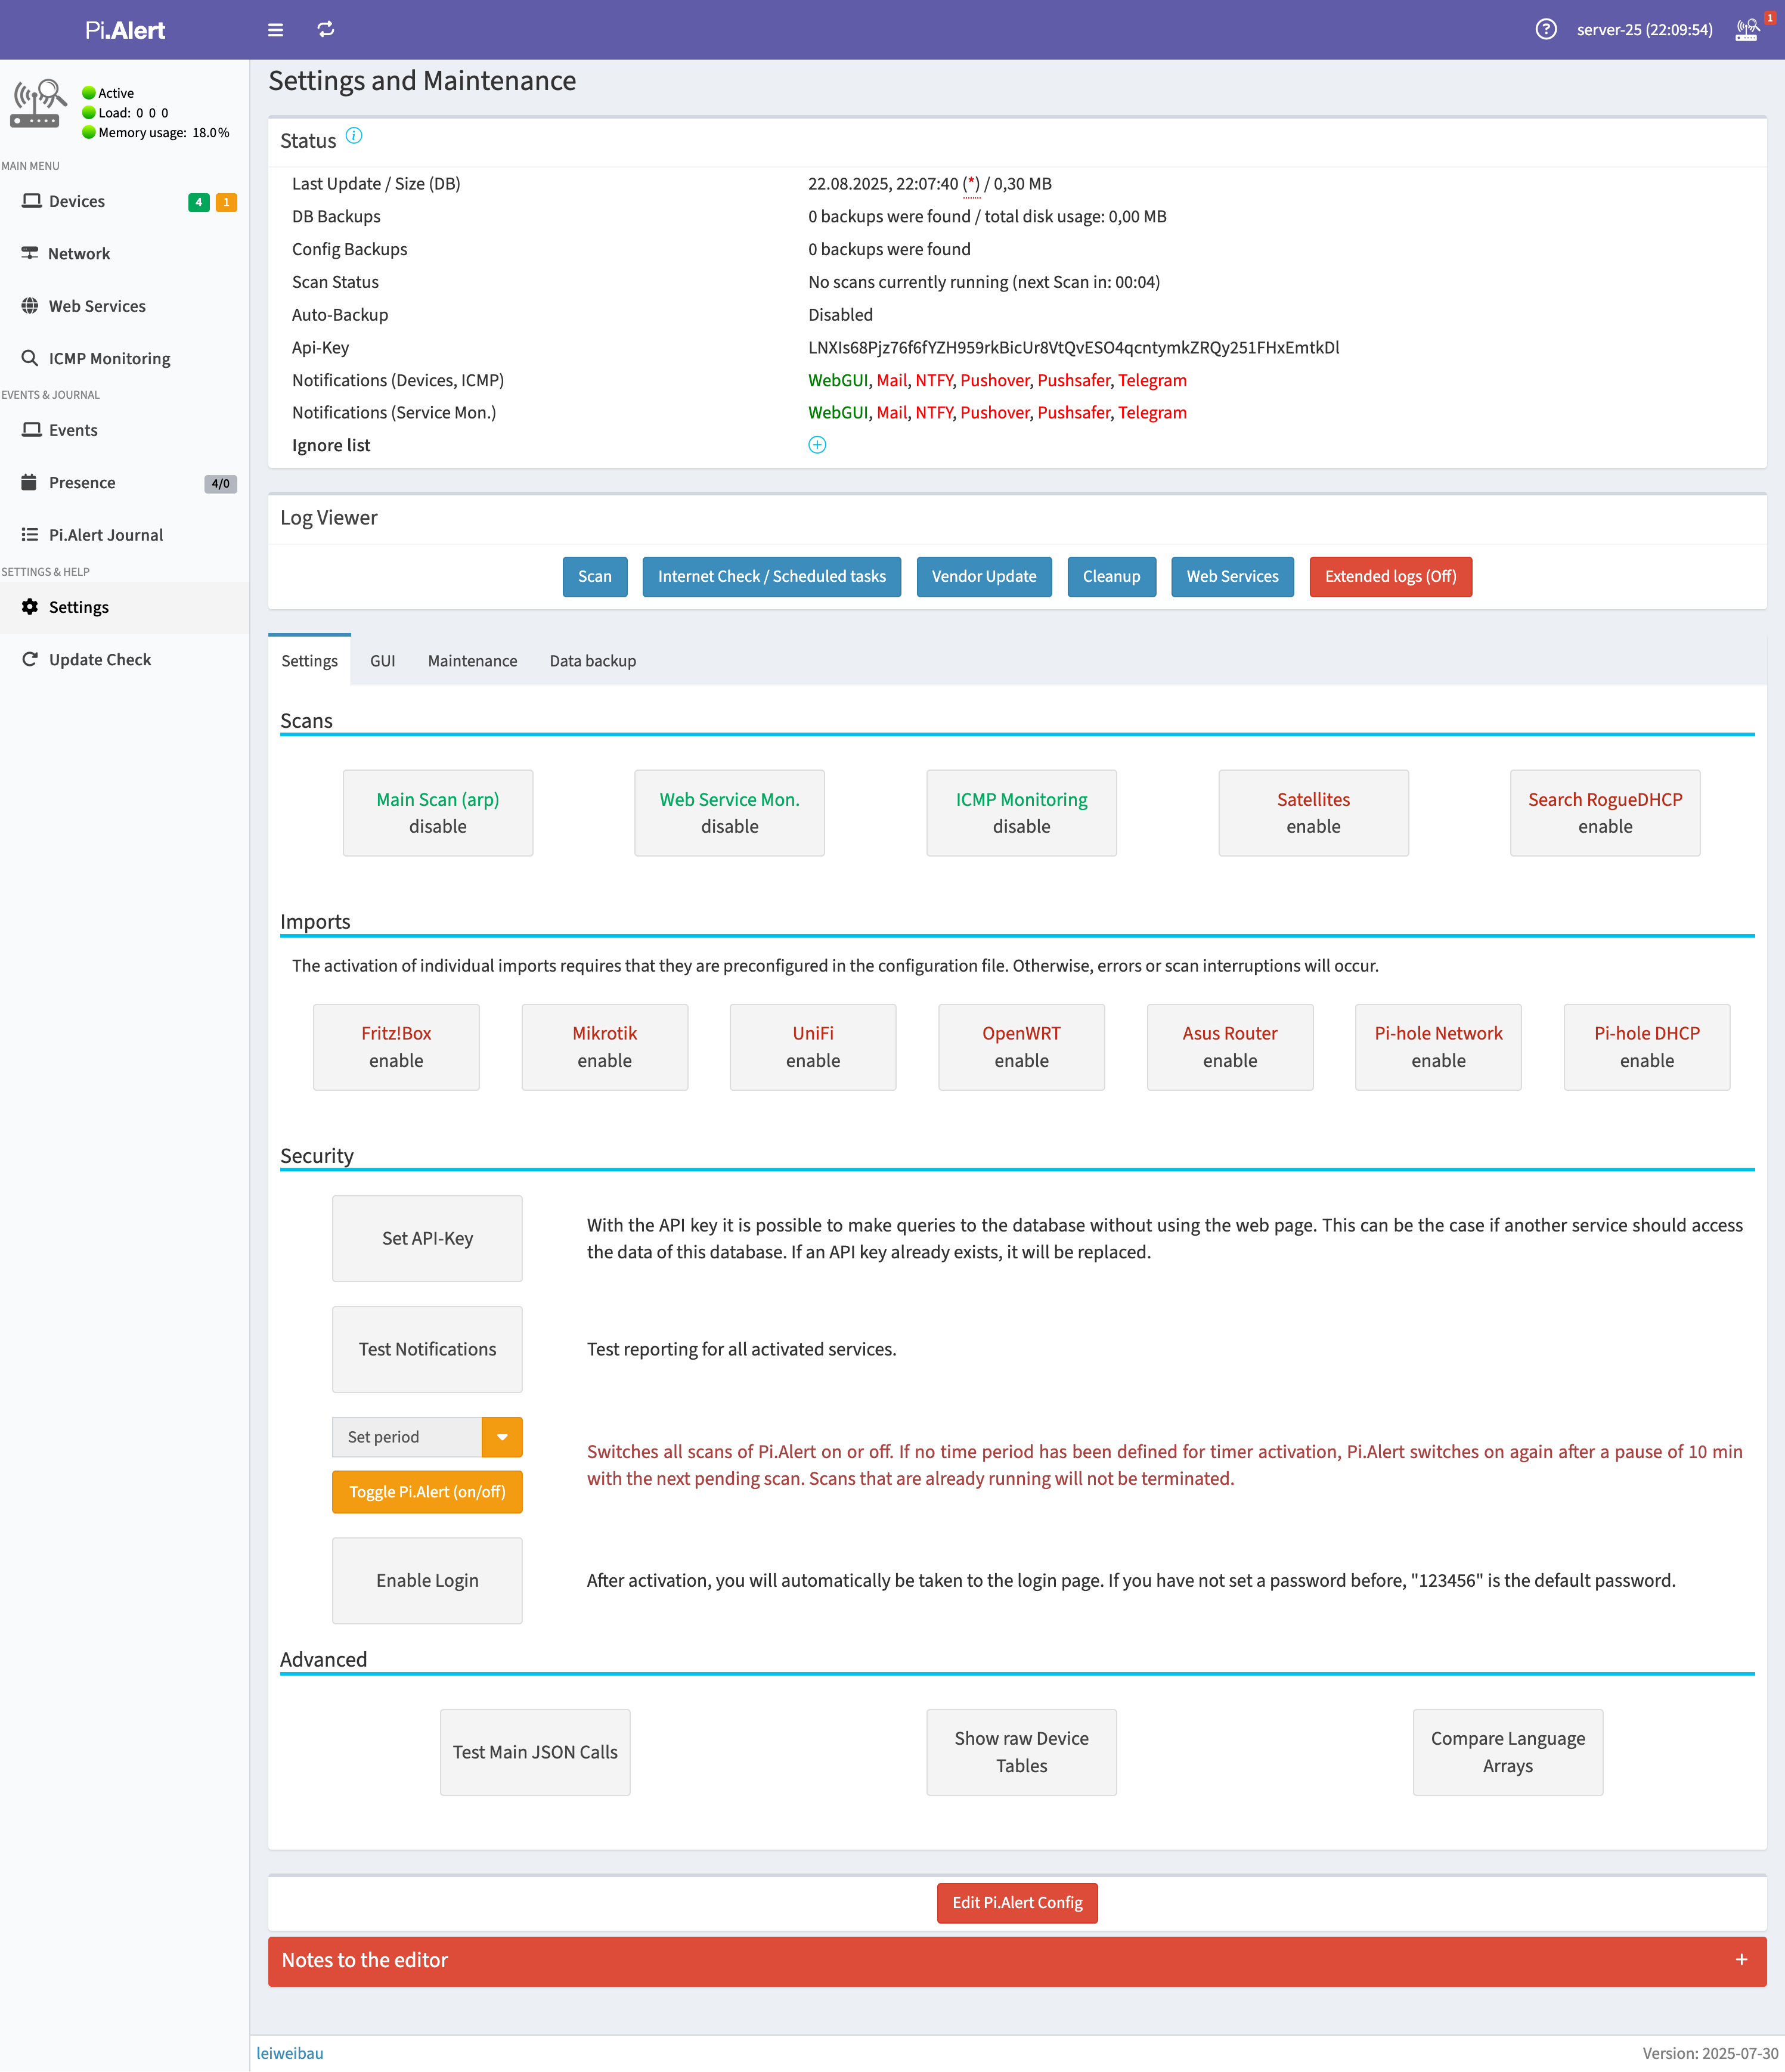 Pi.Alert
server-25 (22:09:54)
1
Active
Load: 0 0 0
Memory usage: 18.0%
MAIN MENU
Devices 4 1
Network
Web Services
ICMP Monitoring
EVENTS & JOURNAL
Events
Presence 4/0
Pi.Alert Journal
SETTINGS & HELP
Settings
Update Check
Settings and Maintenance
Status
Last Update / Size (DB) 22.08.2025, 22:07:40 (*) / 0,30 MB
DB Backups 0 backups were found / total disk usage: 0,00 MB
Config Backups 0 backups were found
Scan Status No scans currently running (next Scan in: 00:04)
Auto-Backup Disabled
Api-Key LNXIs68Pjz76f6fYZH959rkBicUr8VtQvESO4qcntymkZRQy251FHxEmtkDl
Notifications (Devices, ICMP) WebGUI, Mail, NTFY, Pushover, Pushsafer, Telegram
Notifications (Service Mon.) WebGUI, Mail, NTFY, Pushover, Pushsafer, Telegram
Ignore list
Log Viewer
Scan Internet Check / Scheduled tasks Vendor Update Cleanup Web Services Extended logs (Off)
Settings GUI Maintenance Data backup
Scans
Main Scan (arp)
disable
Web Service Mon.
disable
ICMP Monitoring
disable
Satellites
enable
Search RogueDHCP
enable
Imports
The activation of individual imports requires that they are preconfigured in the configuration file. Otherwise, errors or scan interruptions will occur.
Fritz!Box
enable
Mikrotik
enable
UniFi
enable
OpenWRT
enable
Asus Router
enable
Pi-hole Network
enable
Pi-hole DHCP
enable
Security
Set API-Key
With the API key it is possible to make queries to the database without using the web page. This can be the case if another service should access
the data of this database. If an API key already exists, it will be replaced.
Test Notifications
Test reporting for all activated services.
Set period
Toggle Pi.Alert (on/off)
Switches all scans of Pi.Alert on or off. If no time period has been defined for timer activation, Pi.Alert switches on again after a pause of 10 min
with the next pending scan. Scans that are already running will not be terminated.
Enable Login
After activation, you will automatically be taken to the login page. If you have not set a password before, "123456" is the default password.
Advanced
Test Main JSON Calls
Show raw Device
Tables
Compare Language
Arrays
Edit Pi.Alert Config
Notes to the editor
leiweibau
Version: 2025-07-30